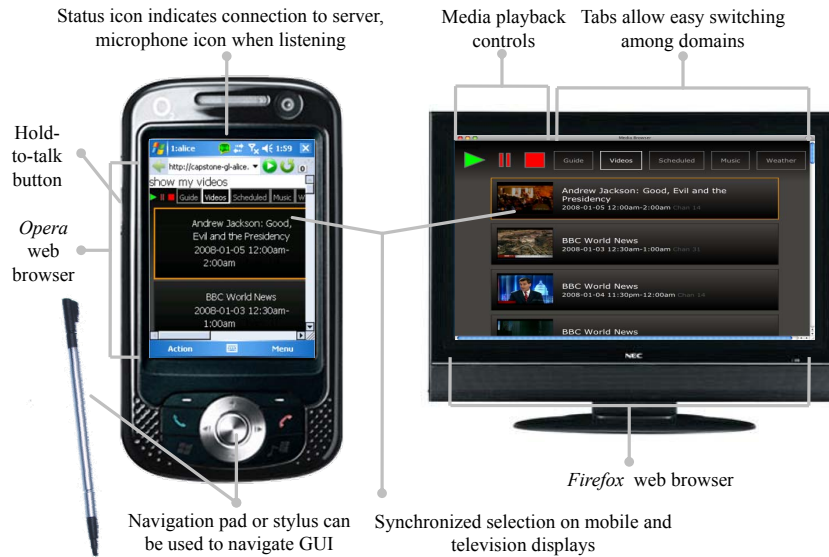 Status icon indicates connection to server,
microphone icon when listening
Media playback
controls
Tabs allow easy switching
among domains
Hold-
to-talk
button
Opera
web
browser
O2
1:alice
1:59
http://capstone-gl-alice.
0
show my videos
Guide Videos Scheduled Music W
Andrew Jackson: Good,
Evil and the Presidency
2008-01-05 12:00am-
2:00am
BBC World News
2008-01-03 12:30am-
1:00am
Action Menu
Media Browser
Guide Videos Scheduled Music Weather
Andrew Jackson: Good, Evil and the
Presidency
2008-01-05 12:00am-2:00am Chan 14
BBC World News
2008-01-03 12:30am-1:00am Chan 31
BBC World News
2008-01-04 11:30pm-12:00am Chan 14
BBC World News
NEC
Firefox web browser
Navigation pad or stylus can
be used to navigate GUI
Synchronized selection on mobile and
television displays